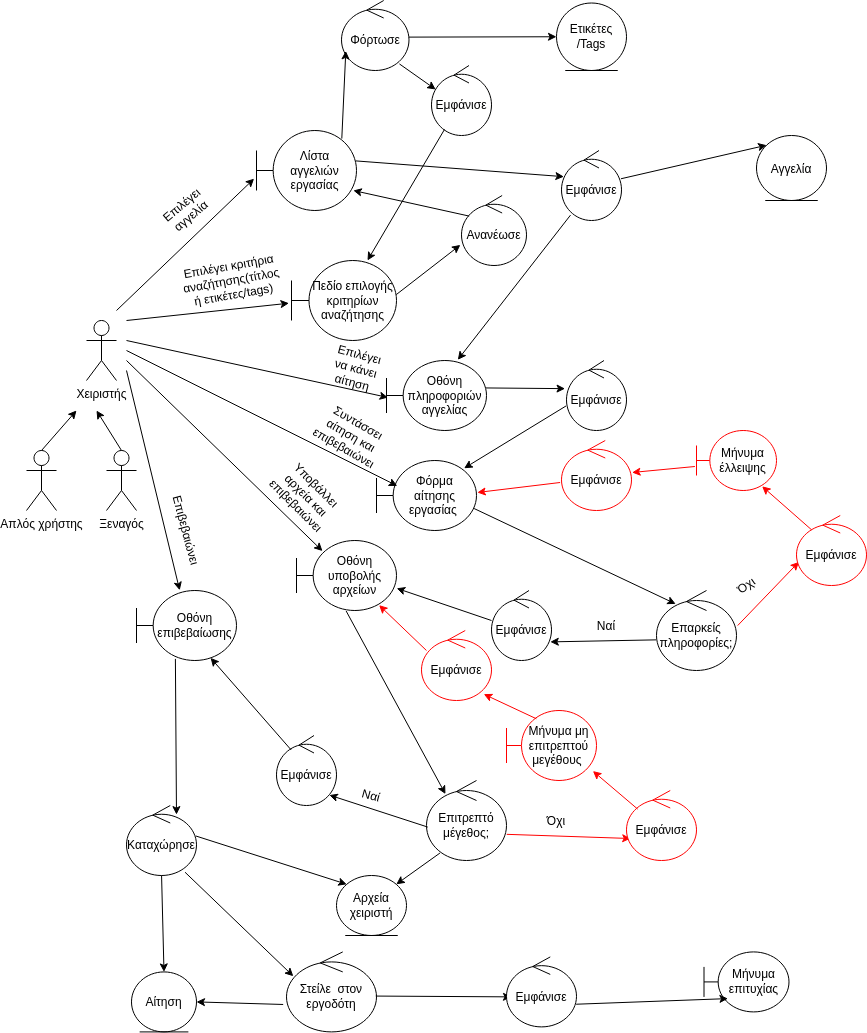 Φόρτωσε
Ετικέτες
/Tags
Εμφάνισε
Λίστα
αγγελιών
εργασίας
Εμφάνισε
Αγγελία
Επιλέγει
αγγελία
Ανανέωσε
Επιλέγει κριτήρια
αναζήτησης(τίτλος
ή ετικέτες/tags)
Πεδίο επιλογής
κριτηρίων
αναζήτησης
Χειριστής
Επιλέγει
να κάνει
αίτηση
Οθόνη
πληροφοριών
αγγελίας
Εμφάνισε
Συντάσσει
αίτηση και
επιβεβαιώνει
Φόρμα
αίτησης
εργασίας
Εμφάνισε
Μήνυμα
έλλειψης
Απλός χρήστης
Ξεναγός
Επιβεβαιώνει
Υποβάλλει
αρχεία και
επιβεβαιώνει
Οθόνη
υποβολής
αρχείων
Εμφάνισε
Όχι
Οθόνη
επιβεβαίωσης
Εμφάνισε
Ναί
Επαρκείς
πληροφορίες;
Εμφάνισε
Μήνυμα μη
επιτρεπτού
μεγέθους
Εμφάνισε
Ναί
Επιτρεπτό
μέγεθος;
Όχι
Εμφάνισε
Καταχώρησε
Αρχεία
χειριστή
Αίτηση
Στείλε στον
εργοδότη
Εμφάνισε
Μήνυμα
επιτυχίας